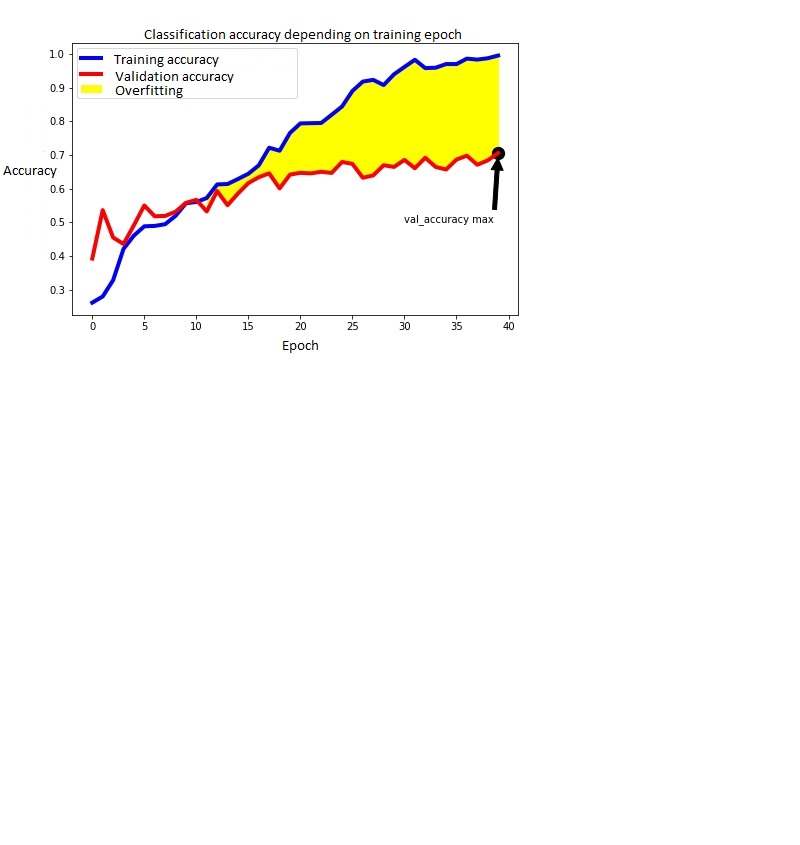 Classification accuracy depending on training epoch
1.0
Training accuracy
Validation accuracy
0.9
Overfitting
0.8
0.7
Accuracy
0.6
0.5
val_accuracy max
0.4
0.3
0 5 10 15 20 25 30 35 40
Epoch